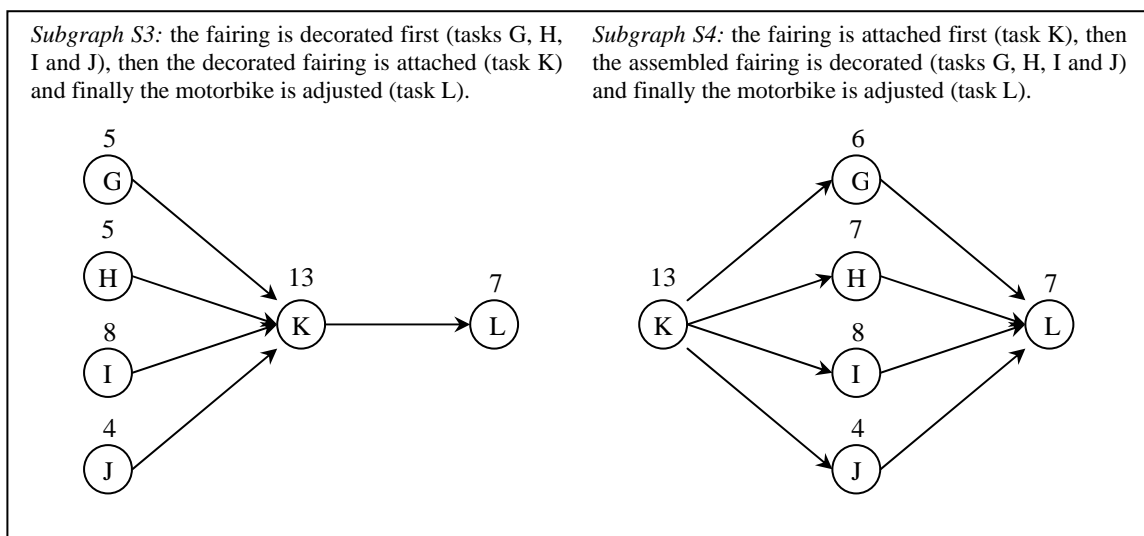 Subgraph S3: the fairing is decorated first (tasks G, H,
I and J), then the decorated fairing is attached (task K)
and finally the motorbike is adjusted (task L).
5
G
5
H
13
K
7
L
8
I
4
J
Subgraph S4: the fairing is attached first (task K), then
the assembled fairing is decorated (tasks G, H, I and J)
and finally the motorbike is adjusted (task L).
6
G
7
H
13
K
7
L
8
I
4
J